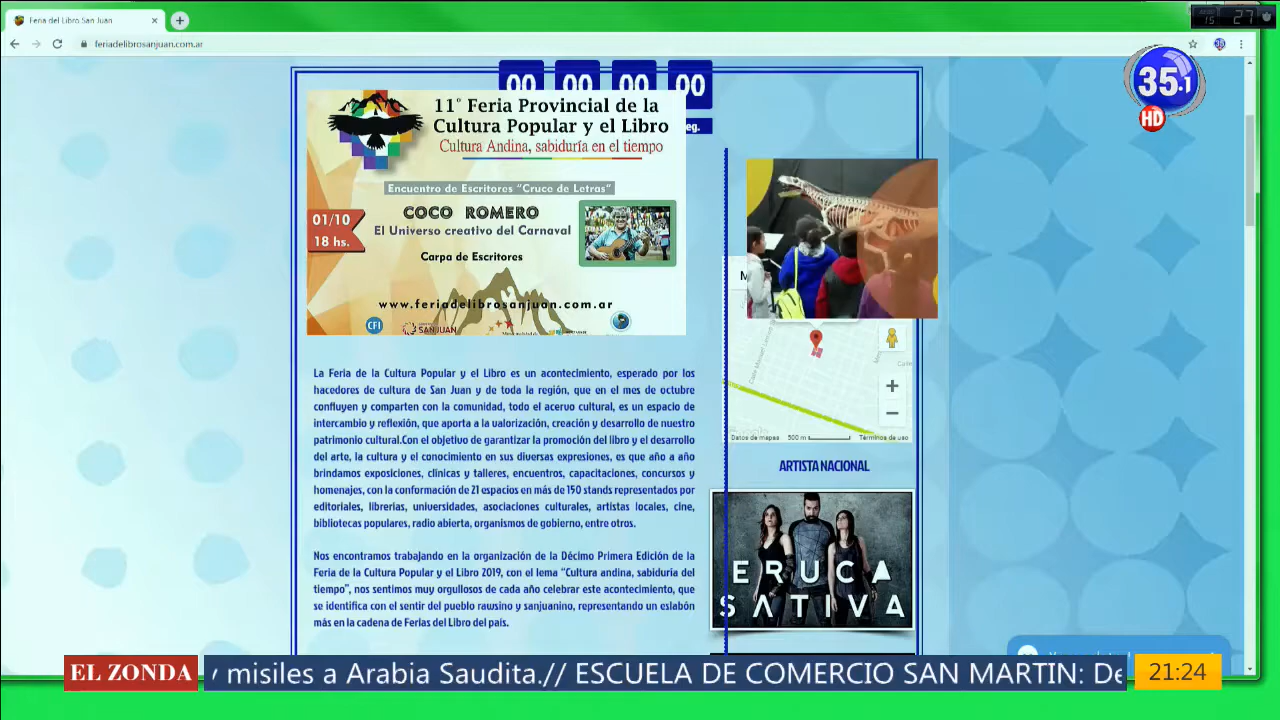 Feria del Libro San Juan
15 27
feriadelibrosanjuan.com.ar
35.1
HD
00 00 00 00
eg.
11° Feria Provincial de la
Cultura Popular y el Libro
Cultura Andina, sabiduría en el tiempo
Encuentro de Escritores "Cruce de Letras"
01/10
18 hs.
COCO ROMERO
El Universo creativo del Carnaval
Carpa de Escritores
www.feriadelibrosanjuan.com.ar
CFI
SAN JUAN
M
Calle
Datos de mapas 500 m Términos de uso
La Feria de la Cultura Popular y el Libro es un acontecimiento, esperado por los
hacedores de cultura de San Juan y de toda la región, que en el mes de octubre
confluyen y comparten con la comunidad, todo el acervo cultural, es un espacio de
intercambio y reflexión, que aporta a la valorización, creación y desarrollo de nuestro
patrimonio cultural.Con el objetivo de garantizar la promoción del libro y el desarrollo
del arte, la cultura y el conocimiento en sus diversas expresiones, es que año a año
brindamos exposiciones, clínicas y talleres, encuentros, capacitaciones, concursos y
homenajes, con la conformación de 21 espacios en más de 150 stands representados por
editoriales, librerias, universidades, asociaciones culturales, artistas locales, cine,
bibliotecas populares, radio abierta, organismos de gobierno, entre otros.
Nos encontramos trabajando en la organización de la Décimo Primera Edición de la
Feria de la Cultura Popular y el Libro 2019, con el lema "Cultura andina, sabiduría del
tiempo", nos sentimos muy orgullosos de cada año celebrar este acontecimiento, que
se identifica con el sentir del pueblo rawsino y sanjuanino, representando un eslabón
más en la cadena de Ferias del Libro del país.
ARTISTA NACIONAL
ERUCA
SATIVA
EL ZONDA
y misiles a Arabia Saudita.// ESCUELA DE COMERCIO SAN MARTIN: De
21:24